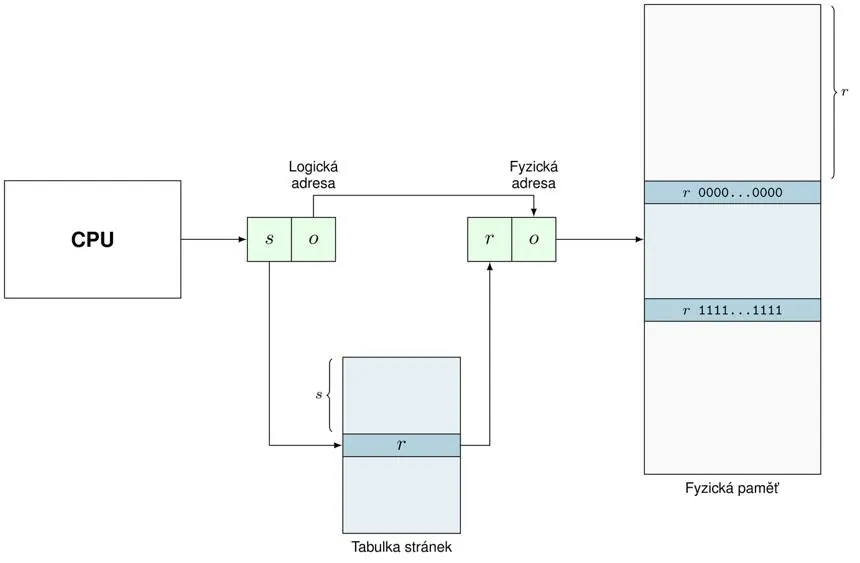 r
Logická
adresa
Fyzická
adresa
r 0000...0000
CPU
s o
r o
r 1111...1111
s
r
Fyzická paměť
Tabulka stránek